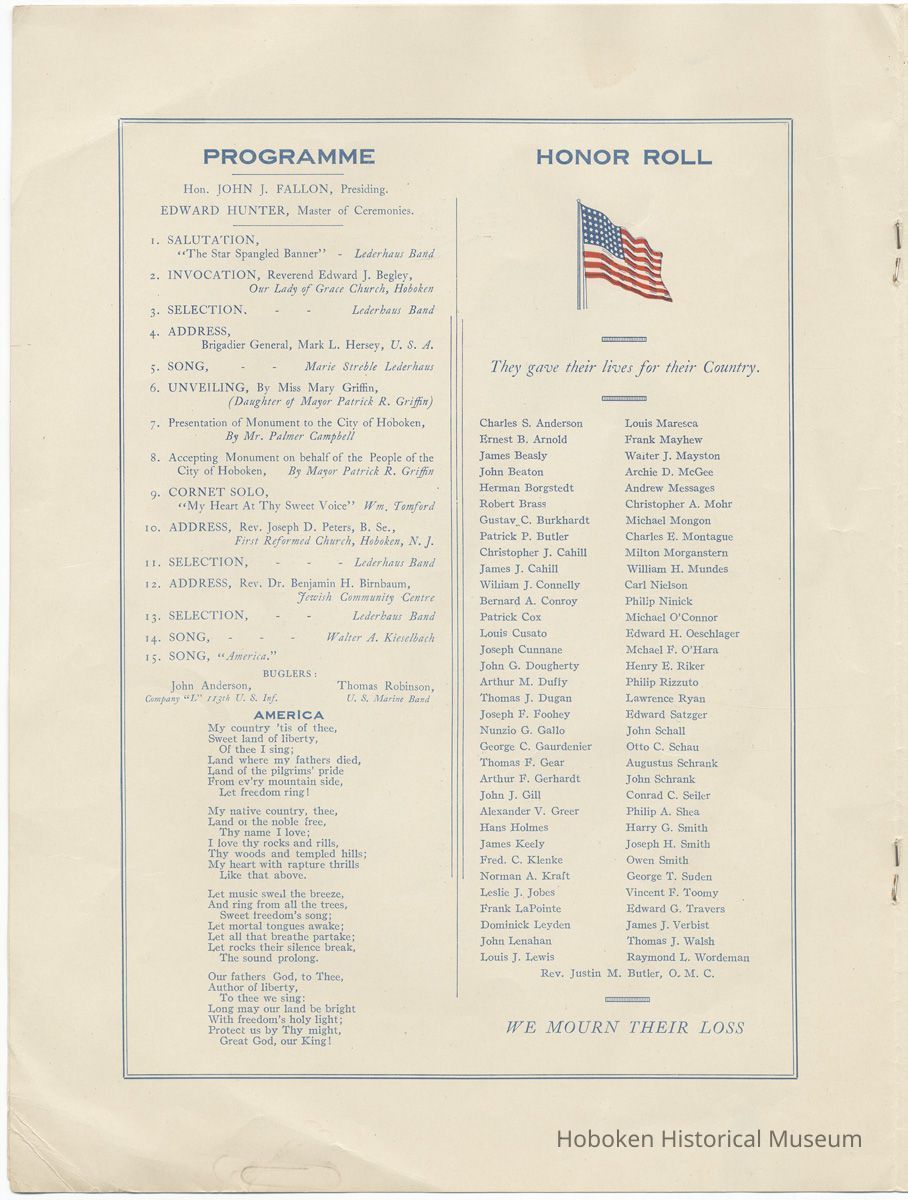 PROGRAMME
Hon. JOHN J. FALLON, Presiding.
EDWARD HUNTER, Master of Ceremonies.
1. SALUTATION,
"The Star Spangled Banner" - Lederhaus Band
2. INVOCATION, Reverend Edward J. Begley,
Our Lady of Grace Church, Hoboken
3. SELECTION. - - Lederhaus Band
4. ADDRESS,
Brigadier General, Mark L. Hersey, U. S. A.
5. SONG, - - Marie Streble Lederhaus
6. UNVEILING, By Miss Mary Griffin,
(Daughter of Mayor Patrick R. Griffin)
7. Presentation of Monument to the City of Hoboken,
By Mr. Palmer Campbell
8. Accepting Monument on behalf of the People of the
City of Hoboken, By Mayor Patrick R. Griffin
9. CORNET SOLO,
"My Heart At Thy Sweet Voice" Wm. Tomford
10. ADDRESS, Rev. Joseph D. Peters, B. Se.,
First Reformed Church, Hoboken, N. J.
11. SELECTION, - - - Lederhaus Band
12. ADDRESS, Rev. Dr. Benjamin H. Birnbaum,
Jewish Community Centre
13. SELECTION, - - Lederhaus Band
14. SONG, - - - Walter A. Kieselbach
15. SONG, "America."
BUGLERS:
John Anderson, Thomas Robinson,
Company "L" 113th U. S. Inf. U. S. Marine Band
AMERICA
My country 'tis of thee,
Sweet land of liberty,
Of thee I sing;
Land where my fathers died,
Land of the pilgrims' pride
From ev'ry mountain side,
Let freedom ring!
My native country, thee,
Land of the noble free,
Thy name I love;
I love thy rocks and rills,
Thy woods and templed hills;
My heart with rapture thrills
Like that above.
Let music swell the breeze,
And ring from all the trees,
Sweet freedom's song;
Let mortal tongues awake;
Let all that breathe partake;
Let rocks their silence break,
The sound prolong.
Our fathers God, to Thee,
Author of liberty,
To thee we sing:
Long may our land be bright
With freedom's holy light;
Protect us by Thy might,
Great God, our King!
HONOR ROLL
They gave their lives for their Country.
Charles S. Anderson
Ernest B. Arnold
James Beasly
John Beaton
Herman Borgstedt
Robert Brass
Gustav C. Burkhardt
Patrick P. Butler
Christopher J. Cahill
James J. Cahill
William J. Connelly
Bernard A. Conroy
Patrick Cox
Louis Cusato
Joseph Cunnane
John G. Dougherty
Arthur M. Duffy
Thomas J. Dugan
Joseph F. Foohey
Nunzio G. Gallo
George C. Gaurdenier
Thomas F. Gear
Arthur F. Gerhardt
John J. Gill
Alexander V. Greer
Hans Holmes
James Keely
Fred. C. Klenke
Norman A. Kraft
Leslie J. Jobes
Frank LaPointe
Dominick Leyden
John Lenahan
Louis J. Lewis
Louis Maresca
Frank Mayhew
Walter J. Mayston
Archie D. McGee
Andrew Messages
Christopher A. Mohr
Michael Mongon
Charles E. Montague
Milton Morganstern
William H. Mundes
Carl Nielson
Philip Ninick
Michael O'Connor
Edward H. Oeschlager
Mchael F. O'Hara
Henry E. Riker
Philip Rizzuto
Lawrence Ryan
Edward Satzger
John Schall
Otto C. Schau
Augustus Schrank
John Schrank
Conrad C. Seiler
Philip A. Shea
Harry G. Smith
Joseph H. Smith
Owen Smith
George T. Suden
Vincent F. Toomy
Edward G. Travers
James J. Verbist
Thomas J. Walsh
Raymond L. Wordeman
Rev. Justin M. Butler, O. M. C.
WE MOURN THEIR LOSS
Hoboken Historical Museum